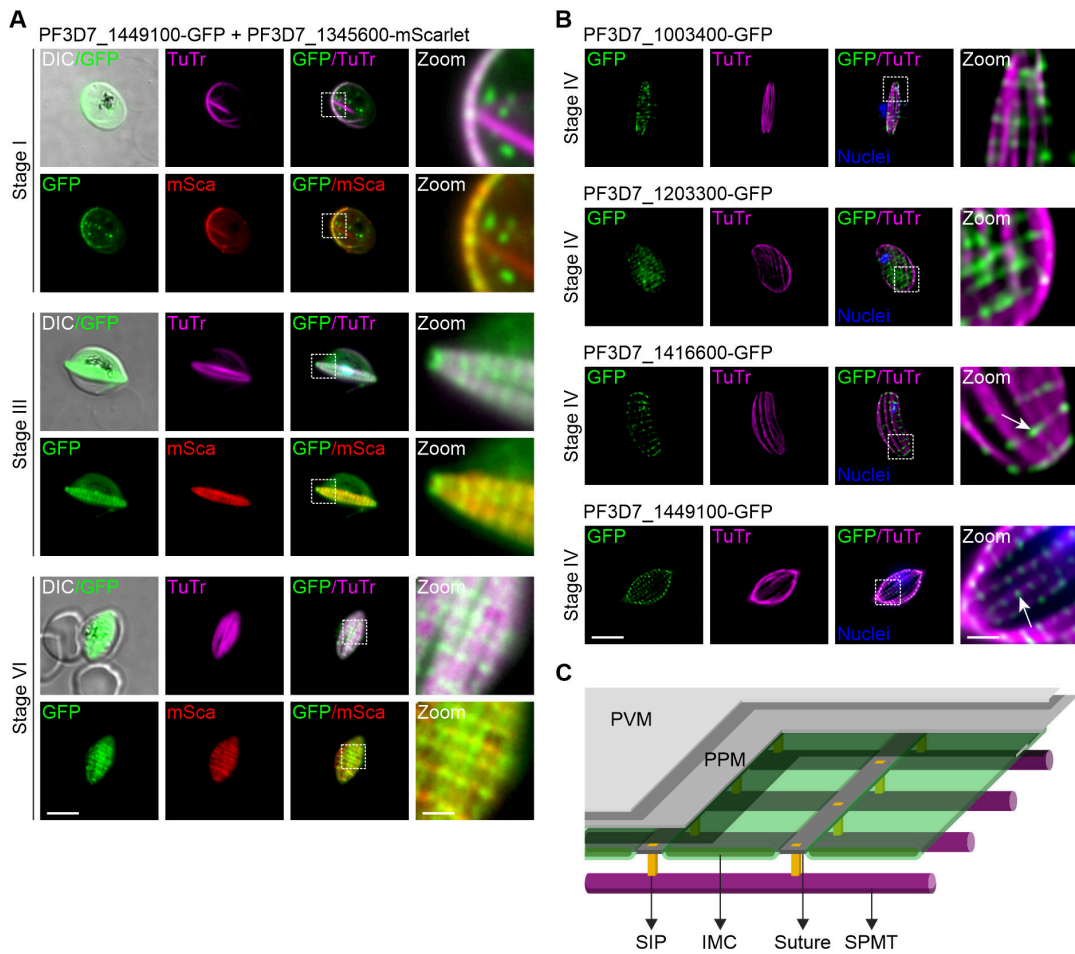 A
PF3D7_1449100-GFP + PF3D7_1345600-mScarlet
Stage I
DIC/GFP TuTr GFP/TuTr Zoom
GFP mSca GFP/mSca Zoom
Stage III
DIC/GFP TuTr GFP/TuTr Zoom
GFP mSca GFP/mSca Zoom
Stage VI
DIC/GFP TuTr GFP/TuTr Zoom
GFP mSca GFP/mSca Zoom
B
PF3D7_1003400-GFP
Stage IV
GFP TuTr GFP/TuTr Zoom
Nuclei
PF3D7_1203300-GFP
Stage IV
GFP TuTr GFP/TuTr Zoom
Nuclei
PF3D7_1416600-GFP
Stage IV
GFP TuTr GFP/TuTr Zoom
Nuclei
PF3D7_1449100-GFP
Stage IV
GFP TuTr GFP/TuTr Zoom
Nuclei
C
PVM
PPM
SIP IMC Suture SPMT